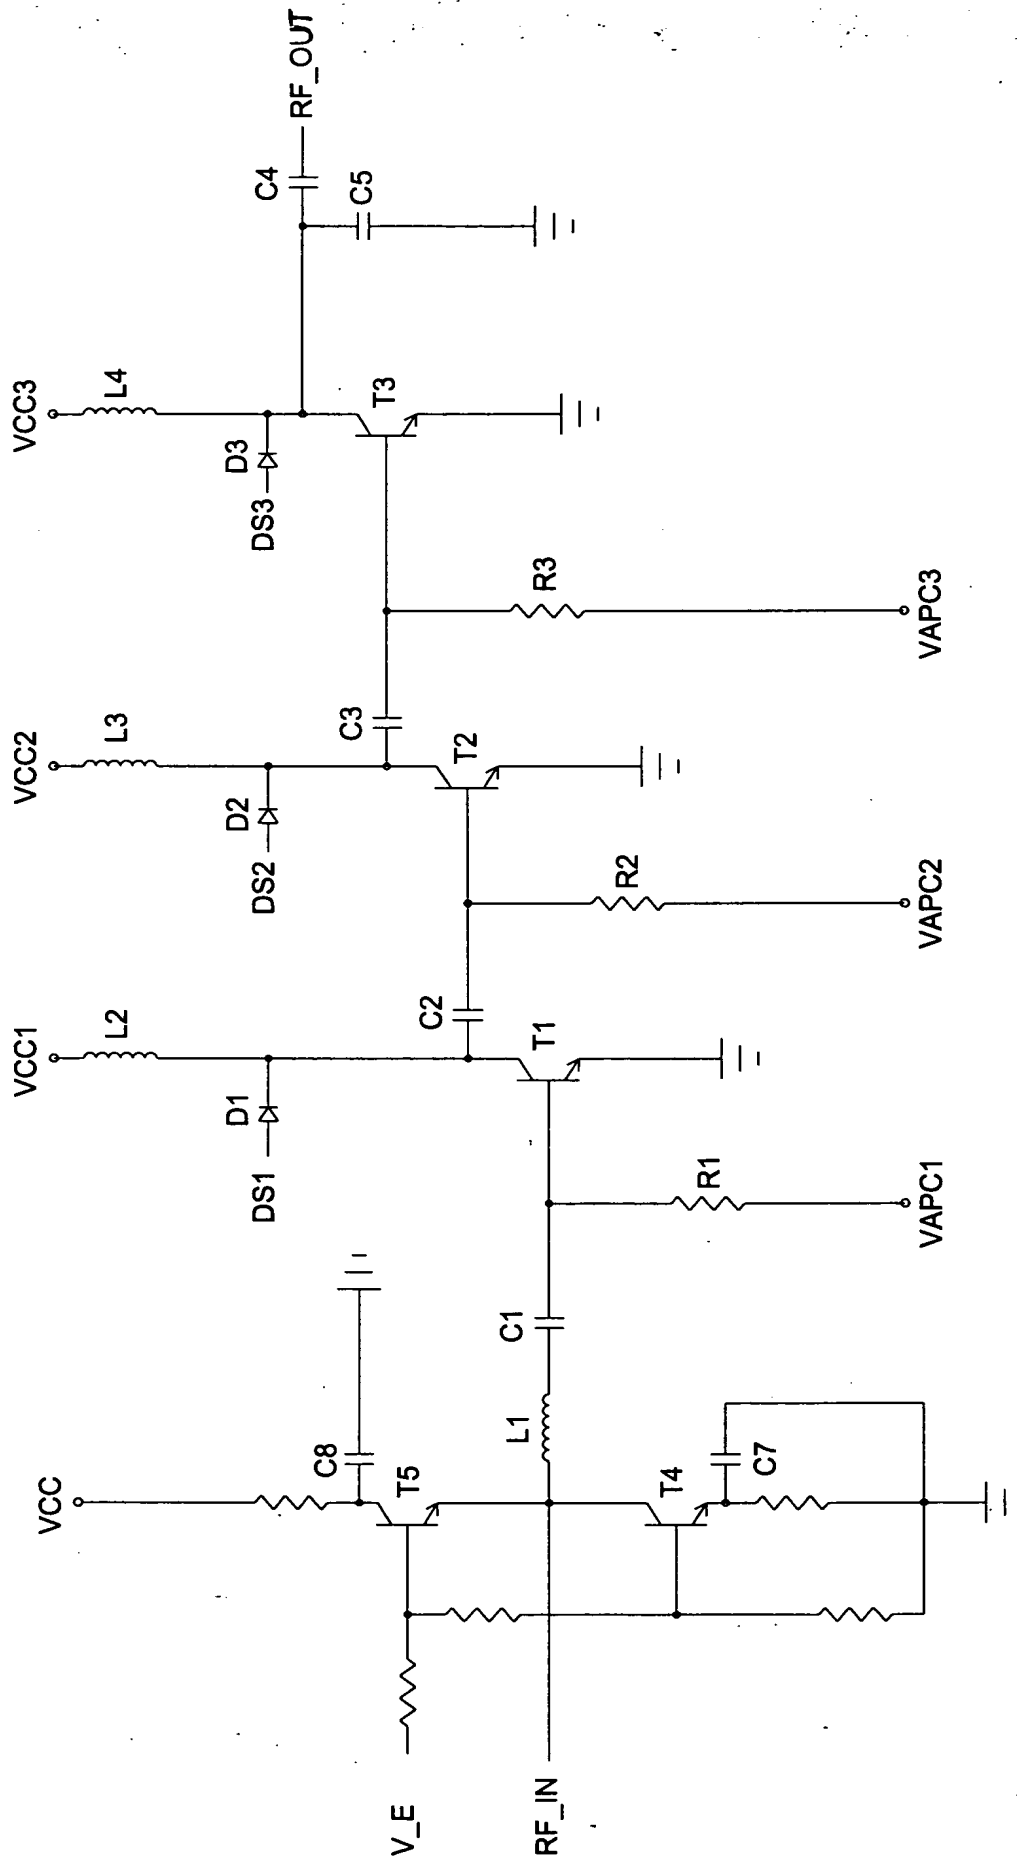 VCC
VCC1
VCC2
VCC3
L2
L3
L4
DS1
D1
DS2
D2
DS3
D3
C4
RF_OUT
C5
V_E
C8
T5
C2
C3
T3
T2
RF_IN
L1
C1
T1
T4
C7
R1
R2
R3
VAPC1
VAPC2
VAPC3